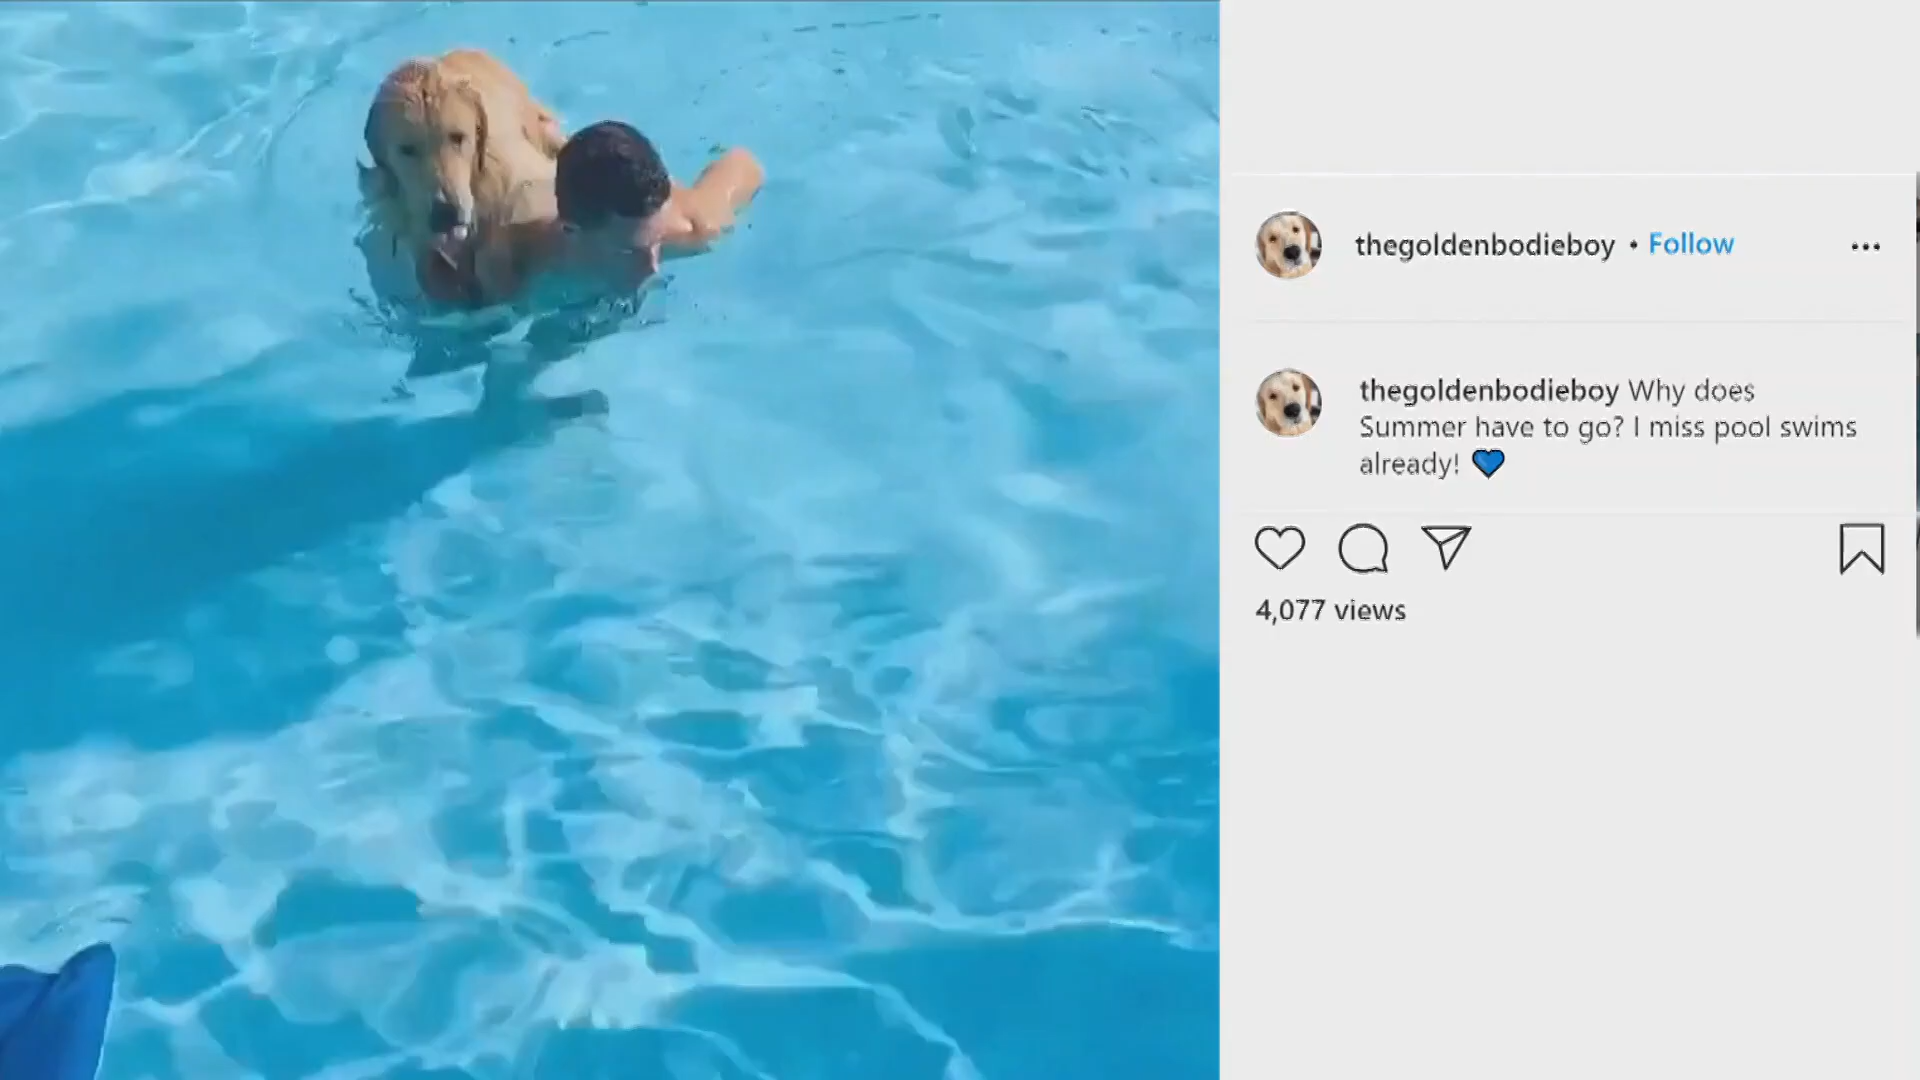 thegoldenbodieboy • Follow
thegoldenbodieboy Why does
Summer have to go? I miss pool swims
already! 💙
4,077 views